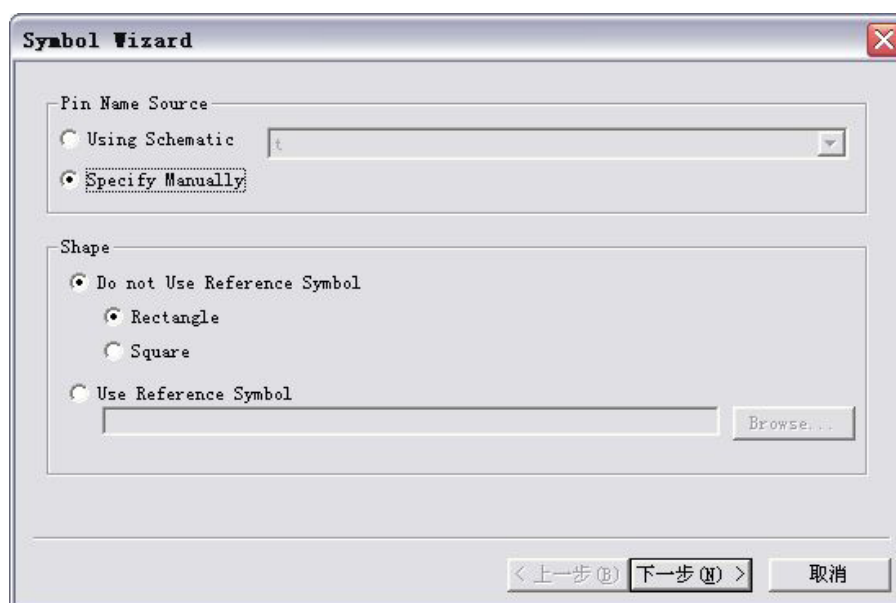 Symbol Wizard
Pin Name Source
Using Schematic
t
Specify Manually
Shape
Do not Use Reference Symbol
Rectangle
Square
Use Reference Symbol
Browse...
< 上一步(B) 下一步(N) > 取消